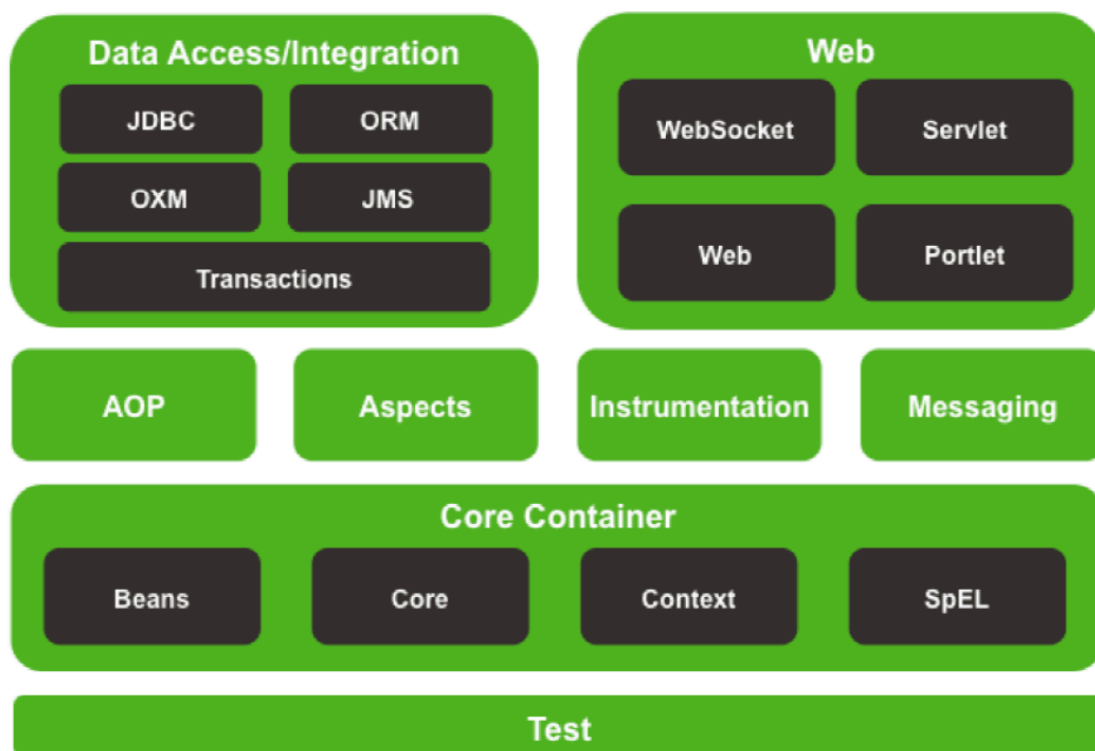 Data Access/Integration
JDBC
ORM
OXM
JMS
Transactions
Web
WebSocket
Servlet
Web
Portlet
AOP
Aspects
Instrumentation
Messaging
Core Container
Beans
Core
Context
SpEL
Test